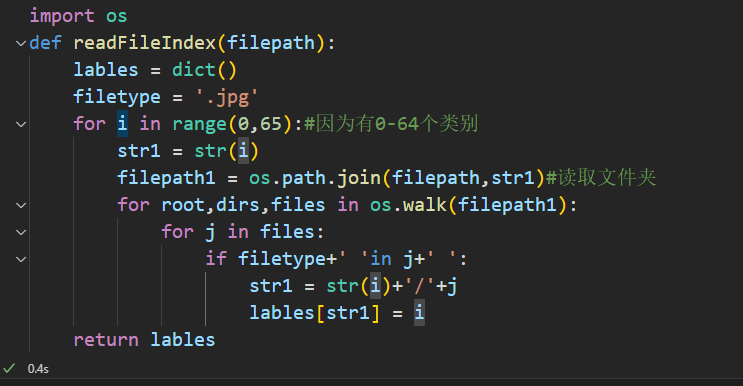 import os
def readFileIndex(filepath):
    lables = dict()
    filetype = '.jpg'
    for i in range(0,65):#因为有0-64个类别
        str1 = str(i)
        filepath1 = os.path.join(filepath,str1)#读取文件夹
        for root,dirs,files in os.walk(filepath1):
            for j in files:
                if filetype+' 'in j+' ':
                    str1 = str(i)+'/'+j
                    lables[str1] = i
    return lables
0.4s